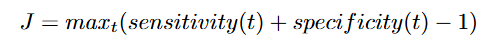 J = max_t(sensitivity(t) + specificity(t) − 1)